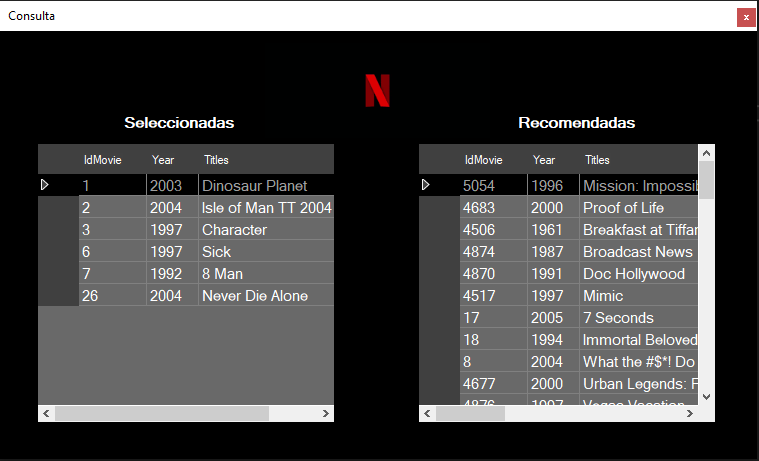 Consulta
x
N
Seleccionadas
IdMovie Year Titles
1 2003 Dinosaur Planet
2 2004 Isle of Man TT 2004
3 1997 Character
6 1997 Sick
7 1992 8 Man
26 2004 Never Die Alone
Recomendadas
IdMovie Year Titles
5054 1996 Mission: Impossib
4683 2000 Proof of Life
4506 1961 Breakfast at Tiffan
4874 1987 Broadcast News
4870 1991 Doc Hollywood
4517 1997 Mimic
17 2005 7 Seconds
18 1994 Immortal Beloved
8 2004 What the #$*! Do
4677 2000 Urban Legends: F
4876 1997 Vegas Vacation